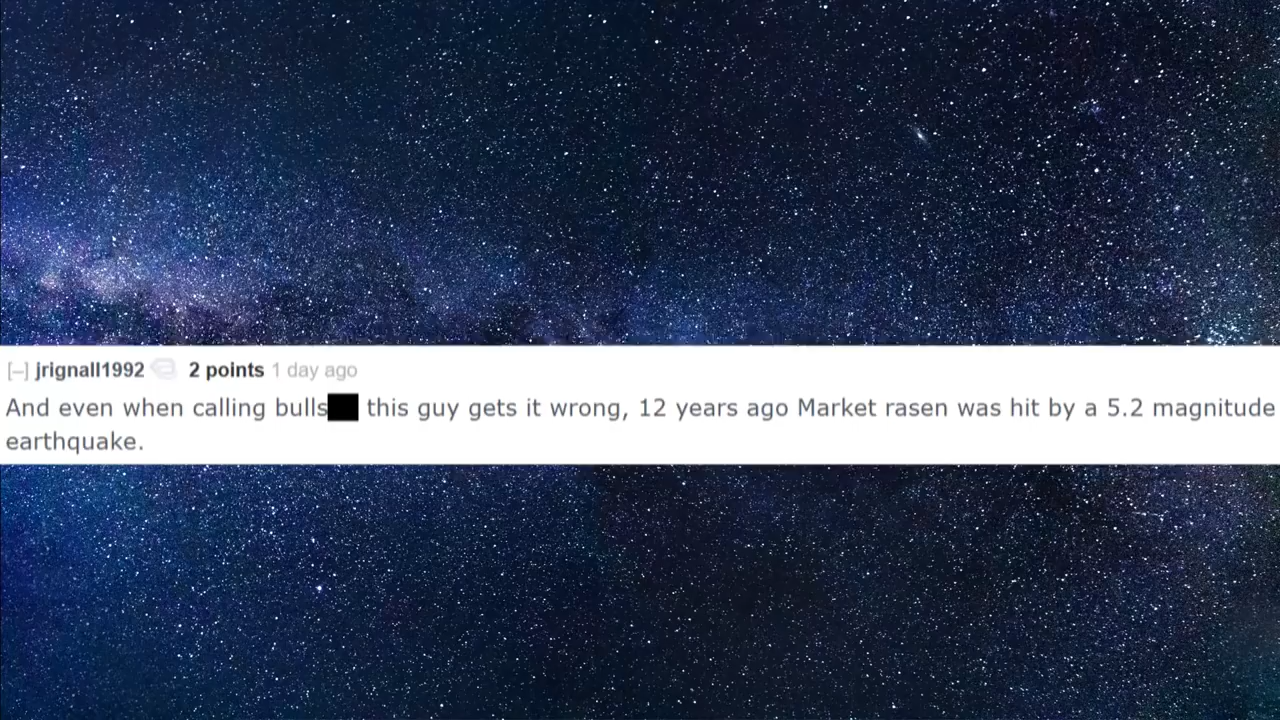 [–] jrignall1992 2 points 1 day ago
And even when calling bulls this guy gets it wrong, 12 years ago Market rasen was hit by a 5.2 magnitude
earthquake.